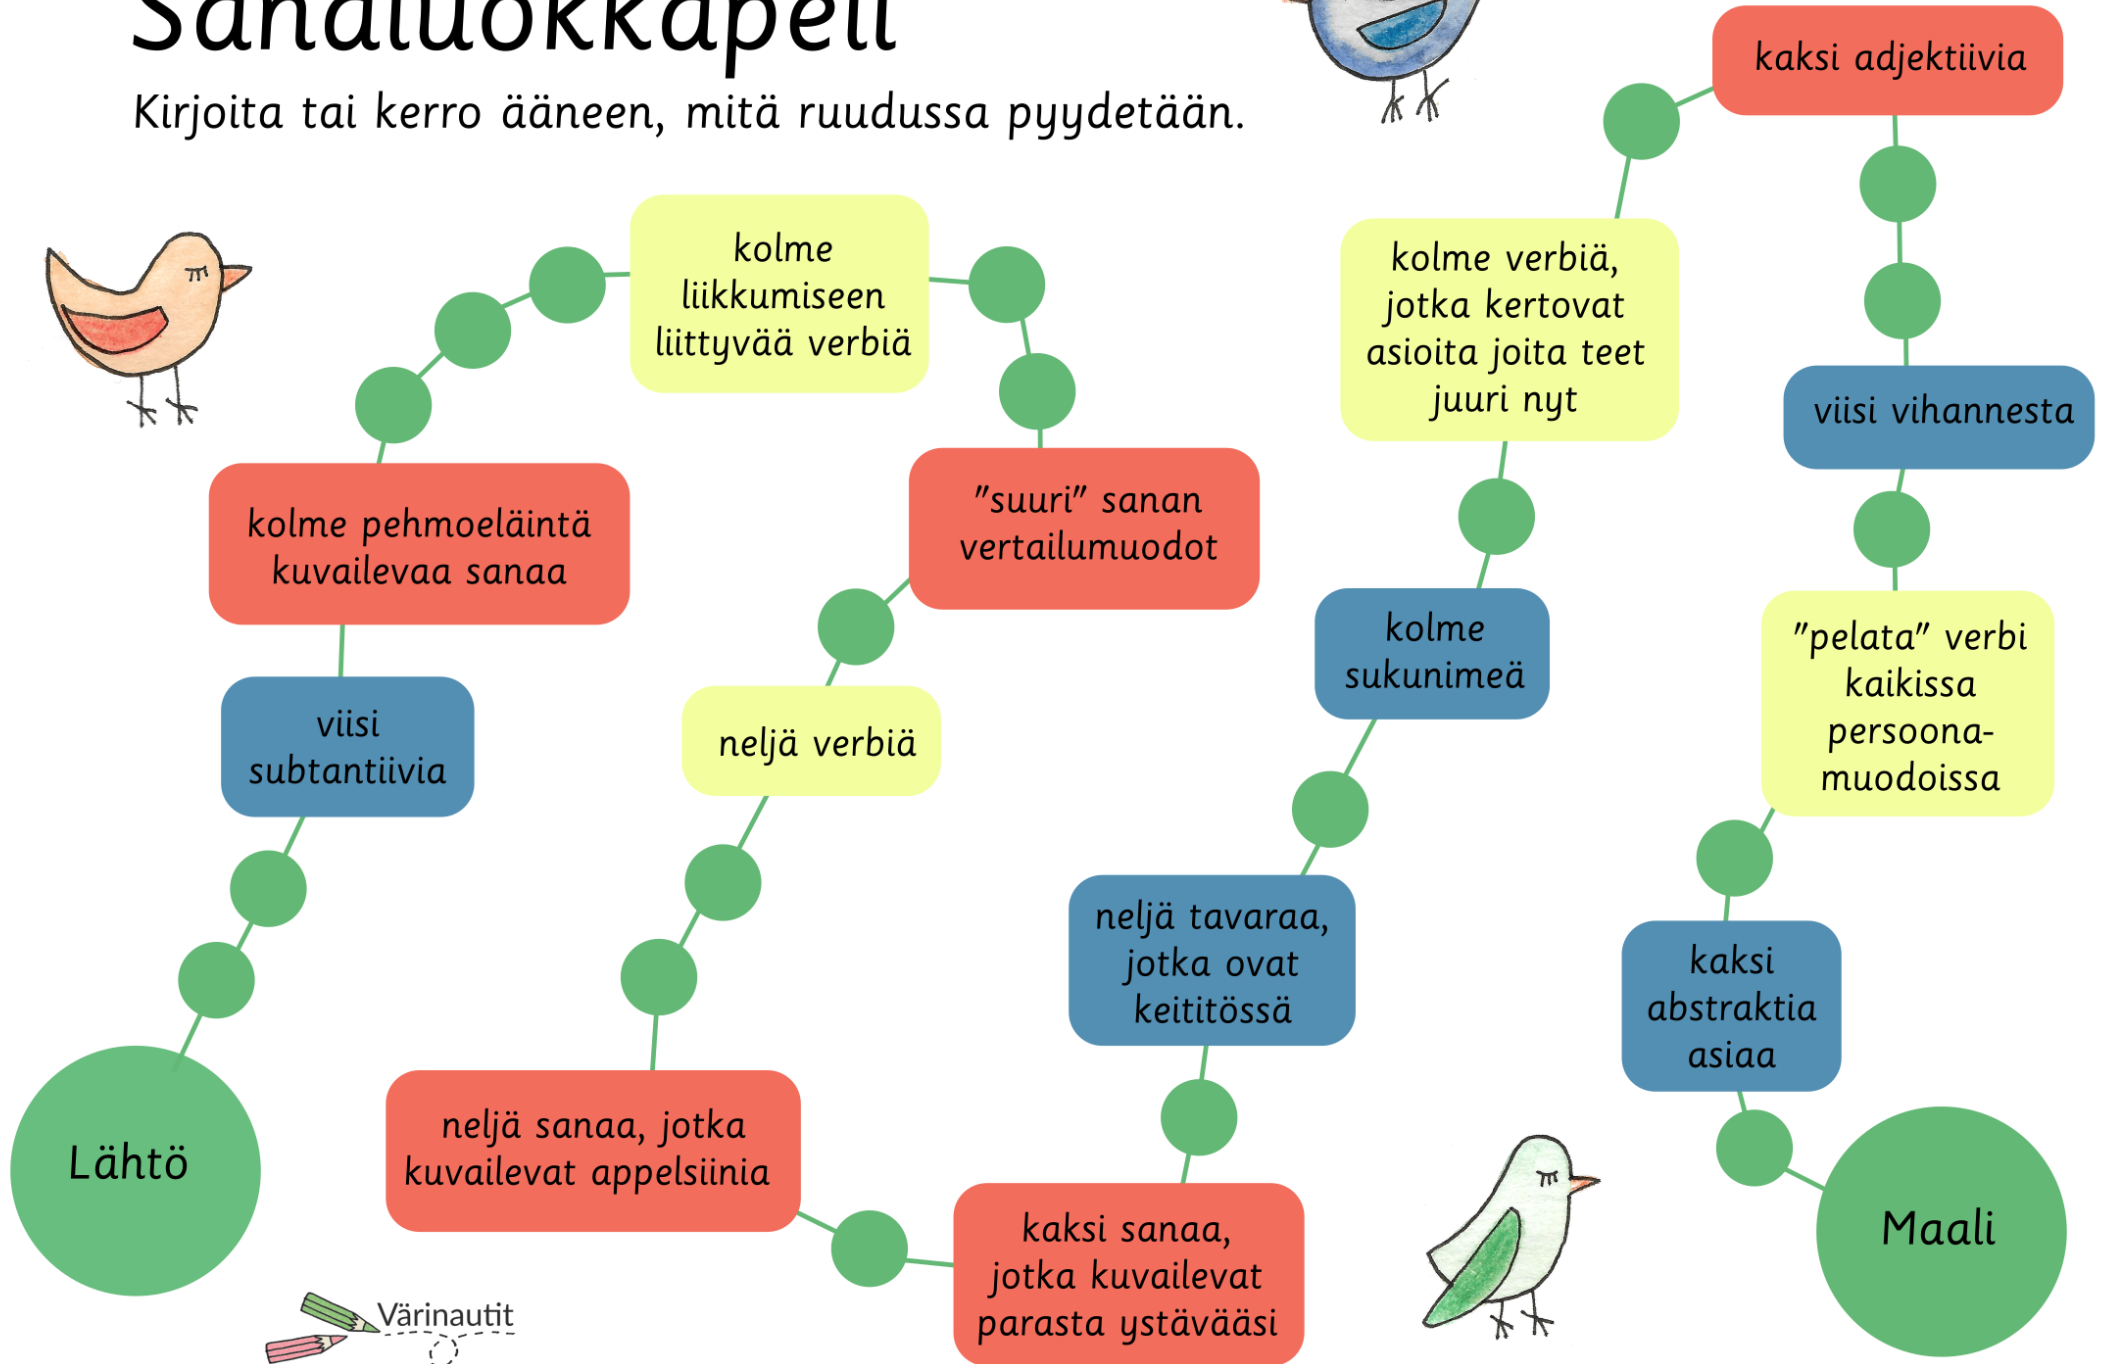 Sanaluokkapeli
Kirjoita tai kerro ääneen, mitä ruudussa pyydetään.
Lähtö
viisi
subtantiivia
kolme pehmoeläintä
kuvailevaa sanaa
kolme
liikkumiseen
liittyvää verbiä
"suuri" sanan
vertailumuodot
neljä verbiä
neljä sanaa, jotka
kuvailevat appelsiinia
kaksi sanaa,
jotka kuvailevat
parasta ystävääsi
neljä tavaraa,
jotka ovat
keititössä
kolme
sukunimeä
kolme verbiä,
jotka kertovat
asioita joita teet
juuri nyt
kaksi adjektiivia
viisi vihannesta
"pelata" verbi
kaikissa
persoona-
muodoissa
kaksi
abstraktia
asiaa
Maali
Värinautit